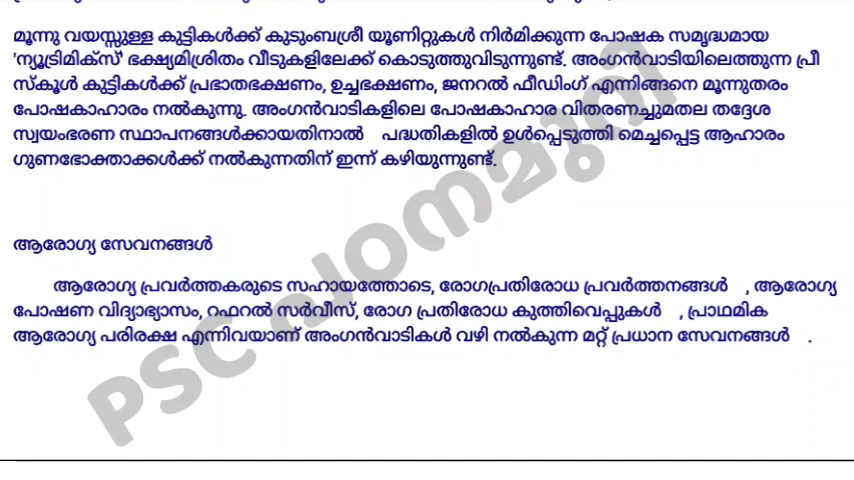 മൂന്നു വയസ്സുള്ള കുട്ടികൾക്ക് കുടുംബശ്രീ യൂണിറ്റുകൾ നിർമിക്കുന്ന പോഷക സമൃദ്ധമായ
'ന്യൂട്രിമിക്സ്' ഭക്ഷ്യമിശ്രിതം വീടുകളിലേക്ക് കൊടുത്തുവിടുന്നുണ്ട്. അംഗൻവാടിയിലെത്തുന്ന പ്രീ
സ്കൂൾ കുട്ടികൾക്ക് പ്രഭാതഭക്ഷണം, ഉച്ചഭക്ഷണം, ജനറൽ ഫീഡിംഗ് എന്നിങ്ങനെ മൂന്നുതരം
പോഷകാഹാരം നൽകുന്നു. അംഗൻവാടികളിലെ പോഷകാഹാര വിതരണച്ചുമതല തദ്ദേശ
സ്വയംഭരണ സ്ഥാപനങ്ങൾക്കായതിനാൽ പദ്ധതികളിൽ ഉൾപ്പെടുത്തി മെച്ചപ്പെട്ട ആഹാരം
ഗുണഭോക്താക്കൾക്ക് നൽകുന്നതിന് ഇന്ന് കഴിയുന്നുണ്ട്.
ആരോഗ്യ സേവനങ്ങൾ
ആരോഗ്യ പ്രവർത്തകരുടെ സഹായത്തോടെ, രോഗപ്രതിരോധ പ്രവർത്തനങ്ങൾ , ആരോഗ്യ
പോഷണ വിദ്യാഭ്യാസം, റഫറൽ സർവീസ്, രോഗ പ്രതിരോധ കുത്തിവെപ്പുകൾ , പ്രാഥമിക
ആരോഗ്യ പരിരക്ഷ എന്നിവയാണ് അംഗൻവാടികൾ വഴി നൽകുന്ന മറ്റ് പ്രധാന സേവനങ്ങൾ .
PSC പഠനമുറി